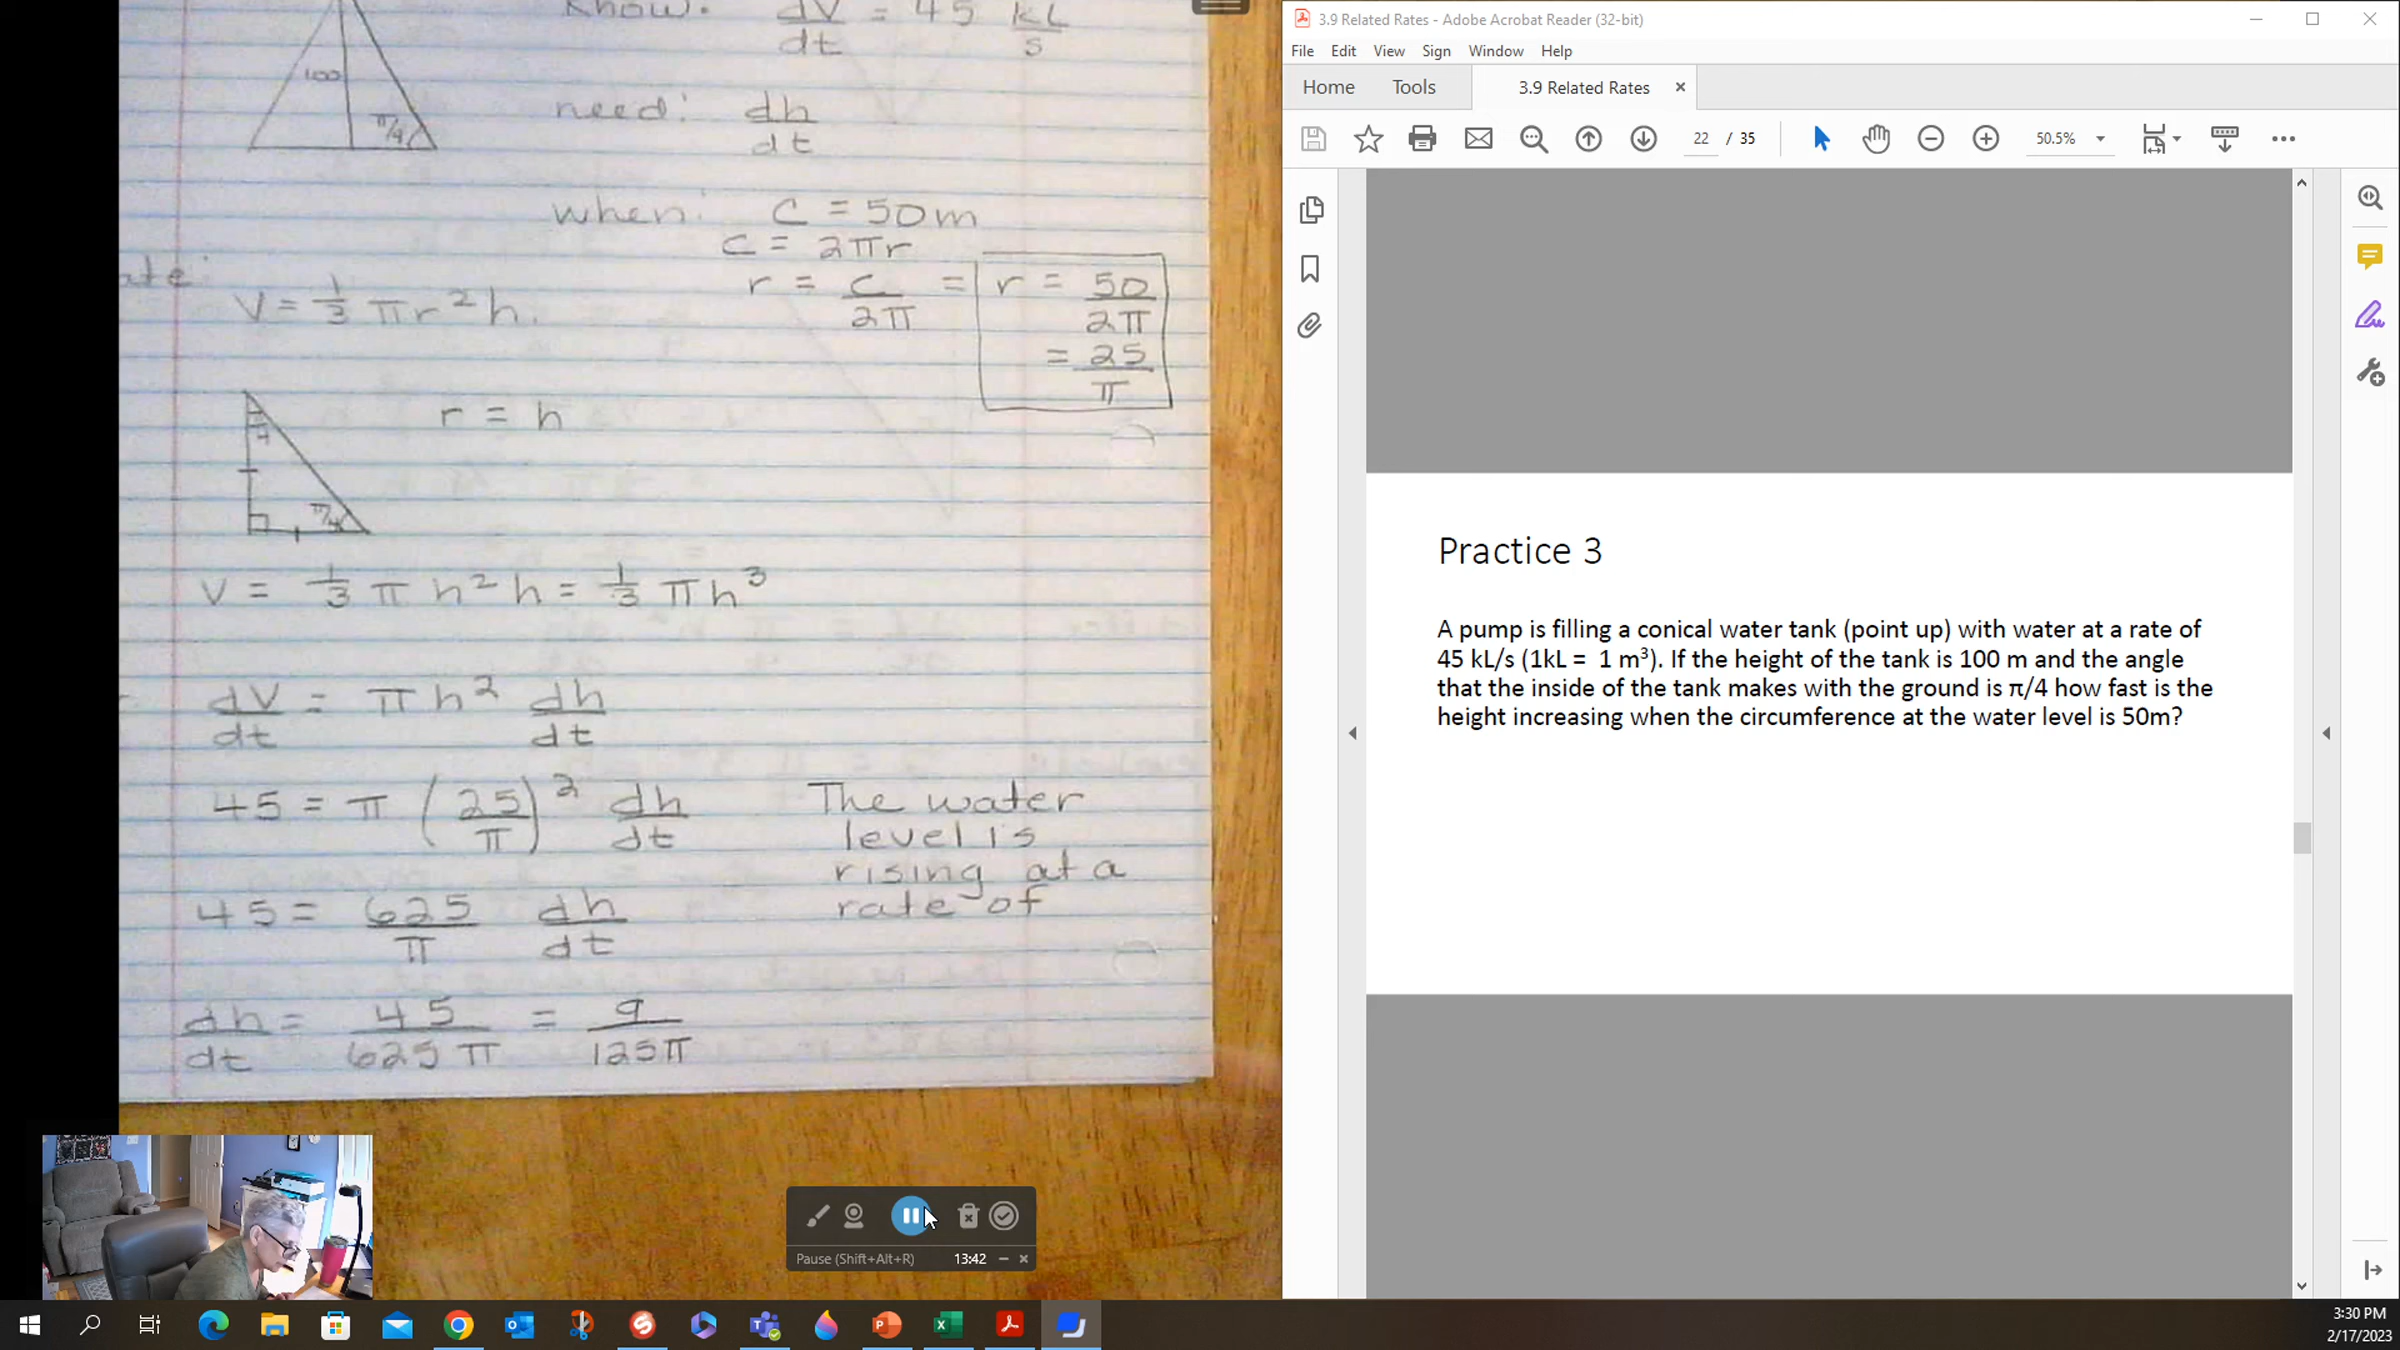 Know: dV/dt = 45 kL/s
100
π/4
need: dh/dt
when: C = 50m
C = 2πr
r = C/2π = r = 50/2π
= 25/π
ate:
V = 1/3 πr²h.
r = h
V = 1/3 π h² h = 1/3 πh³
dV/dt = πh² dh/dt
45 = π (25/π)² dh/dt
45 = 625/π dh/dt
dh/dt = 45/625 π = 9/125π
The water
level is
rising at a
rate of
Pause (Shift+Alt+R) 13:42
3.9 Related Rates - Adobe Acrobat Reader (32-bit)
File Edit View Sign Window Help
Home Tools 3.9 Related Rates
22 / 35 50.5%
Practice 3
A pump is filling a conical water tank (point up) with water at a rate of
45 kL/s (1kL = 1 m³). If the height of the tank is 100 m and the angle
that the inside of the tank makes with the ground is π/4 how fast is the
height increasing when the circumference at the water level is 50m?
3:30 PM
2/17/2023